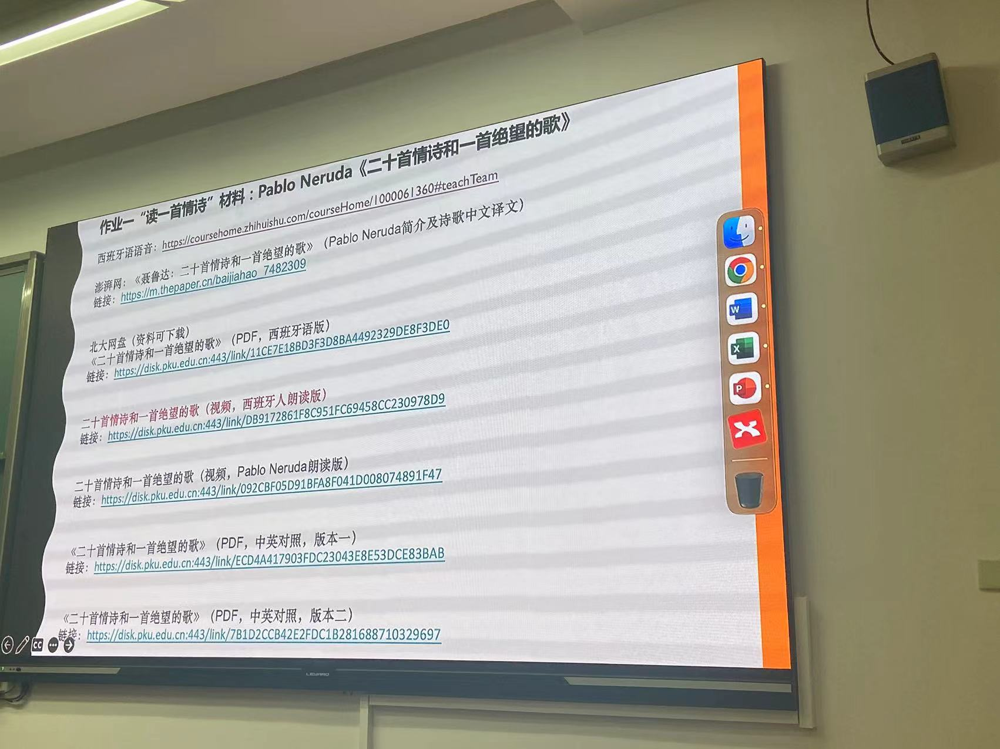 作业一“读一首情诗”材料：Pablo Neruda《二十首情诗和一首绝望的歌》
西班牙语语音：https://coursehome.zhihuishu.com/courseHome/1000061360#teachTeam
澎湃网：《聂鲁达：二十首情诗和一首绝望的歌》（Pablo Neruda简介及诗歌中文译文）
链接：https://m.thepaper.cn/baijiahao_7482309
北大网盘（资料可下载）
《二十首情诗和一首绝望的歌》（PDF，西班牙语版）
链接：https://disk.pku.edu.cn:443/link/11CE7E18BD3F3D8BA4492329DE8F3DE0
二十首情诗和一首绝望的歌（视频，西班牙人朗读版）
链接：https://disk.pku.edu.cn:443/link/DB9172861F8C951FC69458CC230978D9
二十首情诗和一首绝望的歌（视频，Pablo Neruda朗读版）
链接：https://disk.pku.edu.cn:443/link/092CBF05D91BFA8F041D008074891F47
《二十首情诗和一首绝望的歌》（PDF，中英对照，版本一）
链接：https://disk.pku.edu.cn:443/link/ECD4A417903FDC23043E8E53DCE83BAB
《二十首情诗和一首绝望的歌》（PDF，中英对照，版本二）
链接：https://disk.pku.edu.cn:443/link/7B1D2CCB42E2FDC1B281688710329697
CC
W
X
P
LEYARD